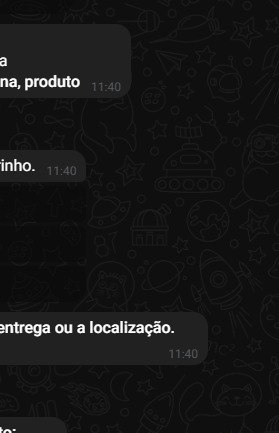 a
na, produto 11:40
rinho. 11:40
entrega ou a localização.
11:40
to: